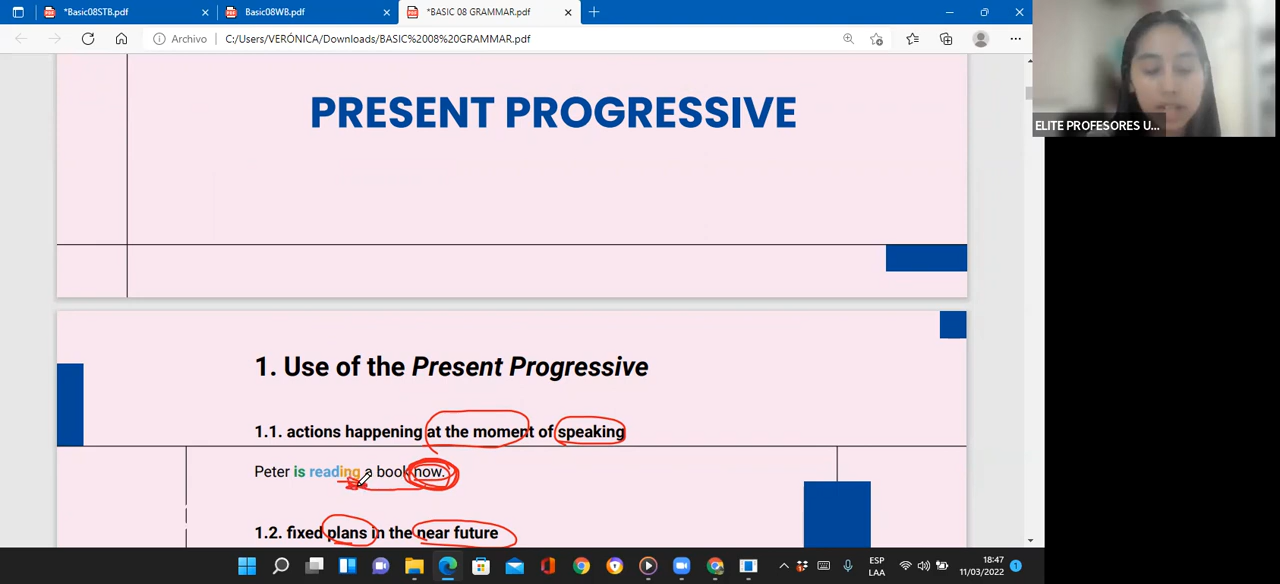 *Basic08STB.pdf
Basic08WB.pdf
*BASIC 08 GRAMMAR.pdf
Archivo
C:/Users/VERÓNICA/Downloads/BASIC%2008%20GRAMMAR.pdf
ELITE PROFESORES U...
PRESENT PROGRESSIVE
1. Use of the Present Progressive
1.1. actions happening at the moment of speaking
Peter is reading a book now.
1.2. fixed plans in the near future
ESP
LAA
18:47
11/03/2022
1